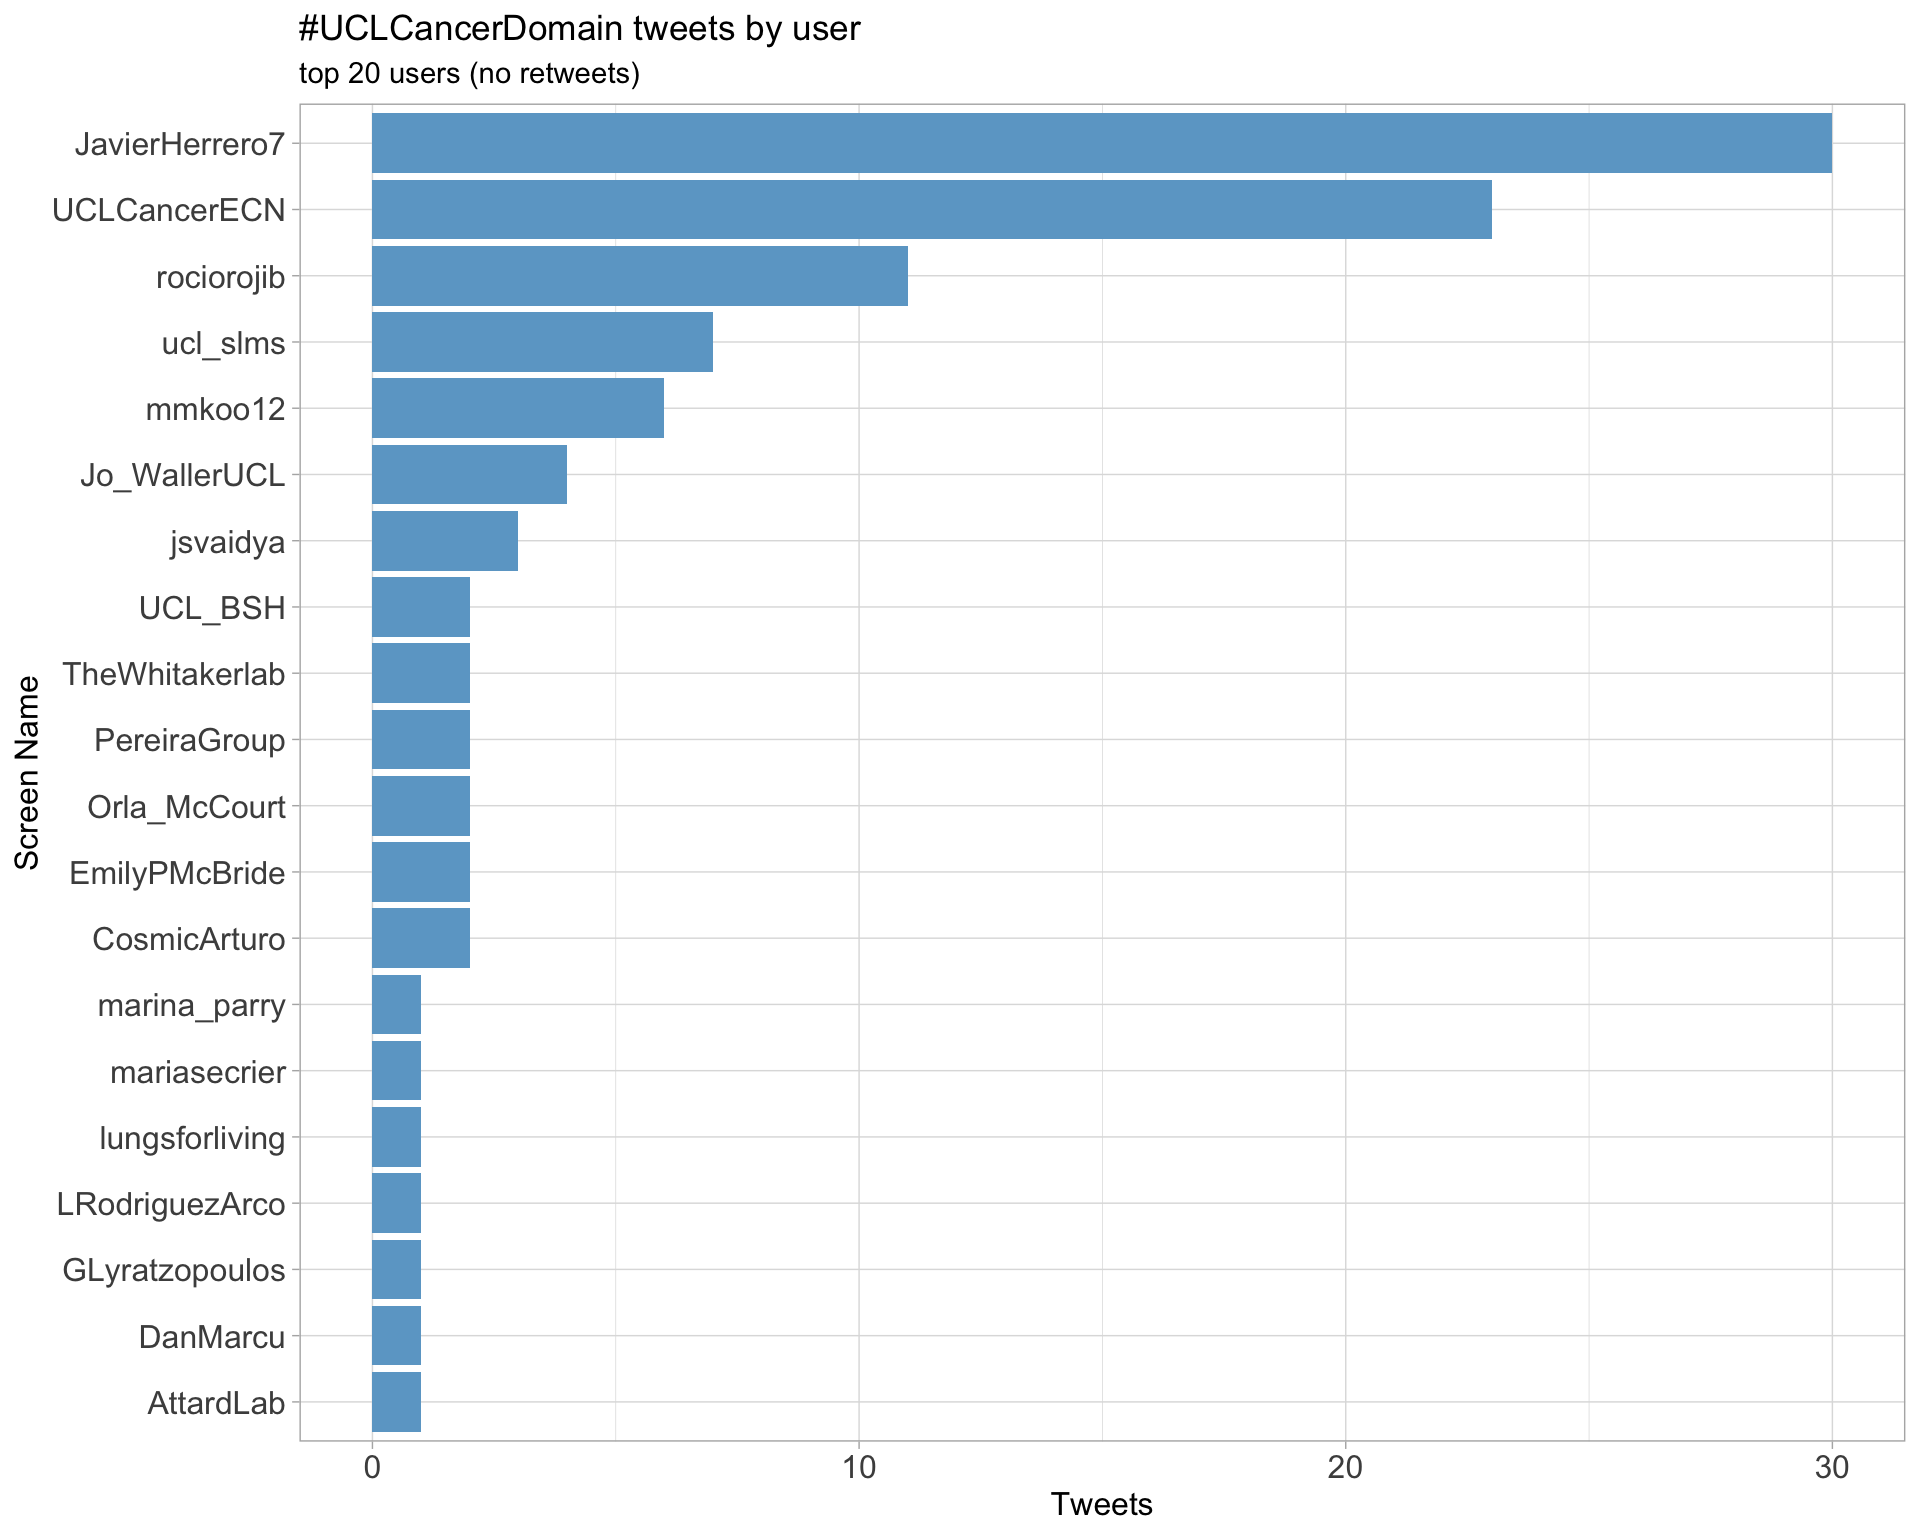 #UCLCancerDomain tweets by user
top 20 users (no retweets)
JavierHerrero7
UCLCancerECN
rociorojib
ucl_slms
mmkoo12
Jo_WallerUCL
jsvaidya
UCL_BSH
TheWhitakerlab
PereiraGroup
Orla_McCourt
EmilyPMcBride
CosmicArturo
marina_parry
mariasecrier
lungsforliving
LRodriguezArco
GLyratzopoulos
DanMarcu
AttardLab
Screen Name
0 10 20 30
Tweets